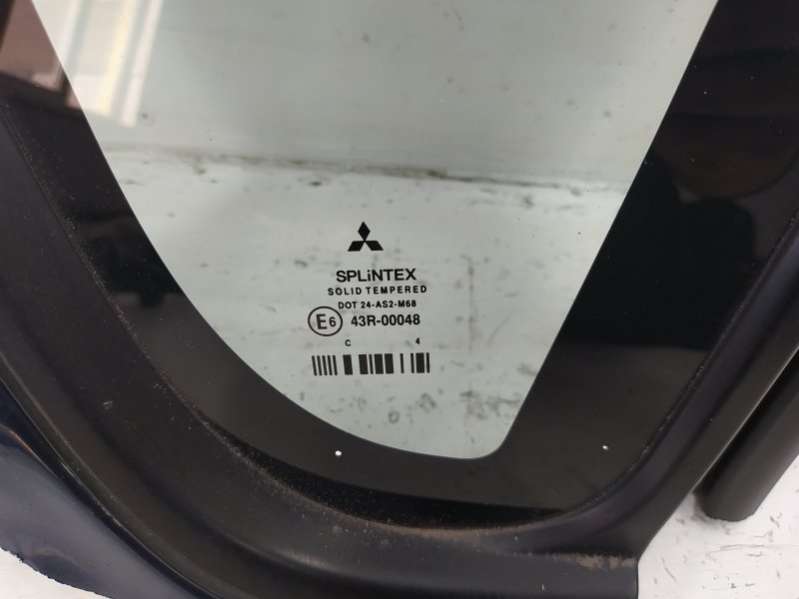 SPLiNTEX
SOLID TEMPERED
DOT 24-AS2-M68
E6 43R-00048
C 4